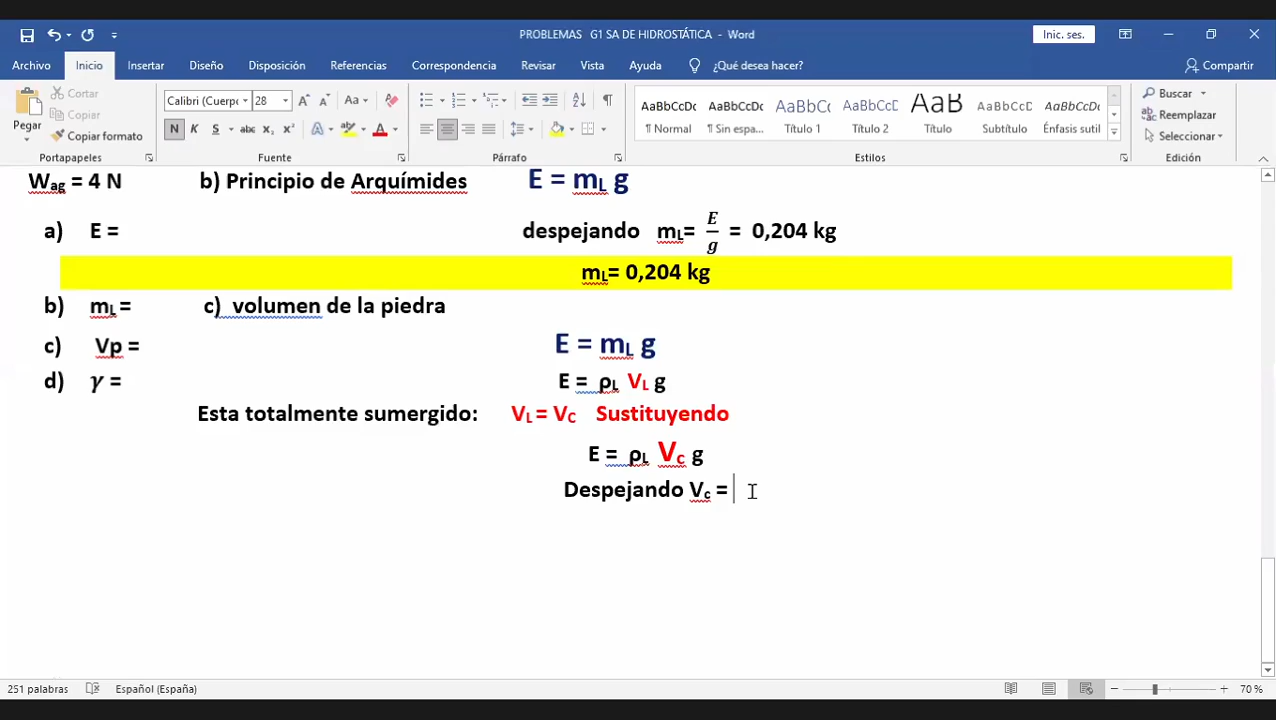 PROBLEMAS G1 SA DE HIDROSTÁTICA - Word
Inic. ses.
Archivo Inicio Insertar Diseño Disposición Referencias Correspondencia Revisar Vista Ayuda ¿Qué desea hacer? Compartir
Pegar
Cortar
Copiar
Copiar formato
Portapapeles
Calibri (Cuerpo 28
Fuente
Párrafo
AaBbCcDc AaBbCcDc AaBbCc AaBbCcD AaB AaBbCcD AaBbCcDc
¶ Normal ¶ Sin espa... Título 1 Título 2 Título Subtítulo Énfasis sutil
Estilos
Buscar
Reemplazar
Seleccionar
Edición
Wag = 4 N b) Principio de Arquímides E = mL g
a) E = despejando mL= E/g = 0,204 kg
mL= 0,204 kg
b) mL = c) volumen de la piedra
c) Vp = E = mL g
d) γ = E = ρL VL g
Esta totalmente sumergido: VL = VC Sustituyendo
E = ρL Vc g
Despejando Vc =
251 palabras Español (España) 70 %